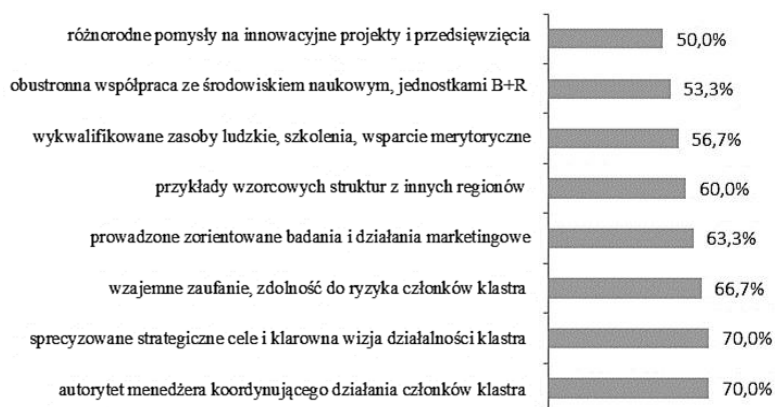 różnorodne pomysły na innowacyjne projekty i przedsięwzięcia 50,0%
obustronna współpraca ze środowiskiem naukowym, jednostkami B+R 53,3%
wykwalifikowane zasoby ludzkie, szkolenia, wsparcie merytoryczne 56,7%
przykłady wzorcowych struktur z innych regionów 60,0%
prowadzone zorientowane badania i działania marketingowe 63,3%
wzajemne zaufanie, zdolność do ryzyka członków klastra 66,7%
sprecyzowane strategiczne cele i klarowna wizja działalności klastra 70,0%
autorytet menedżera koordynującego działania członków klastra 70,0%